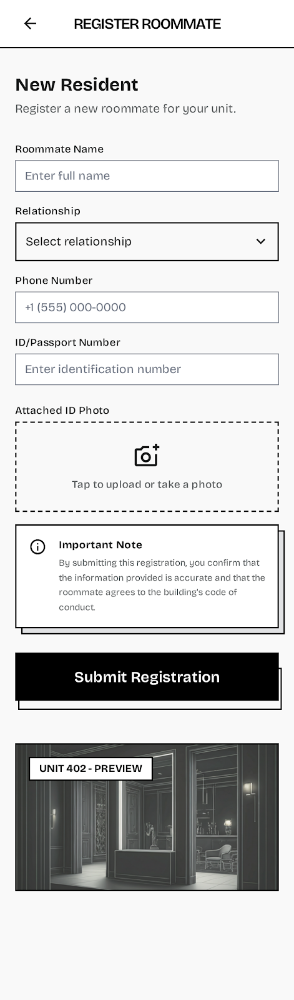 REGISTER ROOMMATE
New Resident
Register a new roommate for your unit.
Roommate Name
Enter full name
Relationship
Select relationship
Phone Number
+1 (555) 000-0000
ID/Passport Number
Enter identification number
Attached ID Photo
Tap to upload or take a photo
Important Note
By submitting this registration, you confirm that
the information provided is accurate and that the
roommate agrees to the building's code of
conduct.
Submit Registration
UNIT 402 - PREVIEW